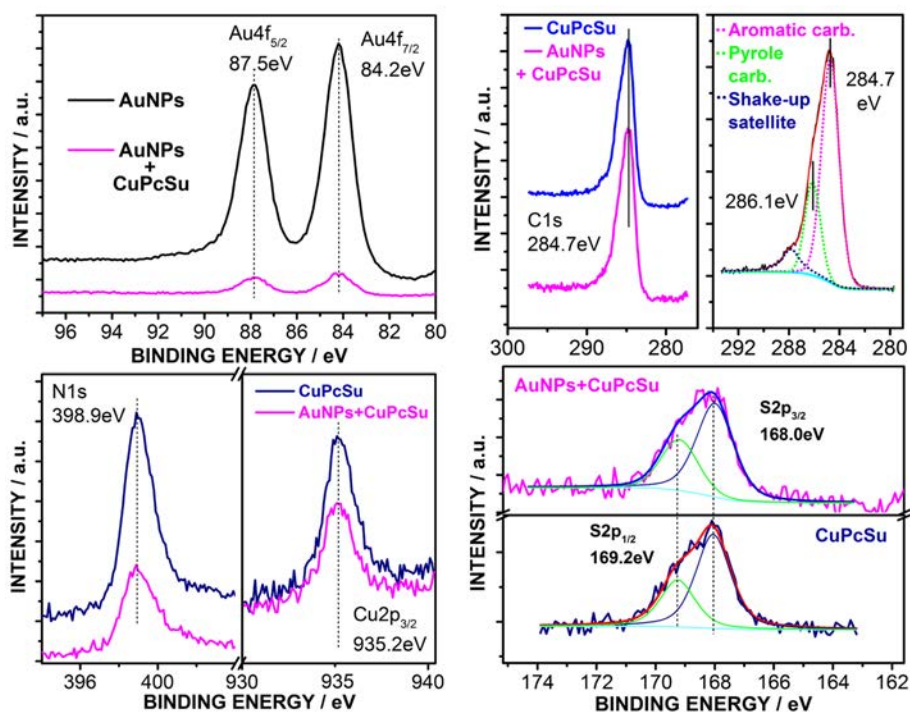 INTENSITY / a.u.
Au4f5/2
87.5eV
Au4f7/2
84.2eV
AuNPs
AuNPs
+
CuPcSu
96 94 92 90 88 86 84 82 80
BINDING ENERGY / eV
INTENSITY / a.u.
CuPcSu
AuNPs
+ CuPcSu
C1s
284.7eV
Aromatic carb.
Pyrole
carb.
Shake-up
satellite
284.7
eV
286.1eV
300 290 280 292 288 284 280
BINDING ENERGY / eV
INTENSITY / a.u.
N1s
398.9eV
CuPcSu
AuNPs+CuPcSu
Cu2p3/2
935.2eV
396 400 930 935 940
BINDING ENERGY / eV
INTENSITY / a.u.
AuNPs+CuPcSu
S2p3/2
168.0eV
S2p1/2
169.2eV
CuPcSu
174 172 170 168 166 164 162
BINDING ENERGY / eV